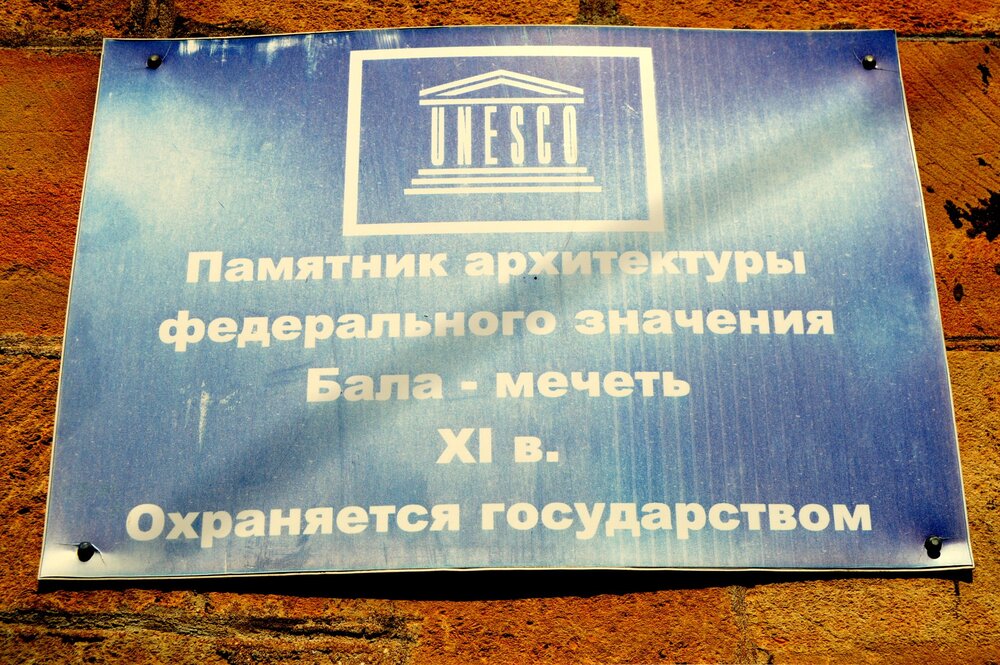 UNESCO
Памятник архитектуры
федерального значения
Бала - мечеть
XI в.
Охраняется государством